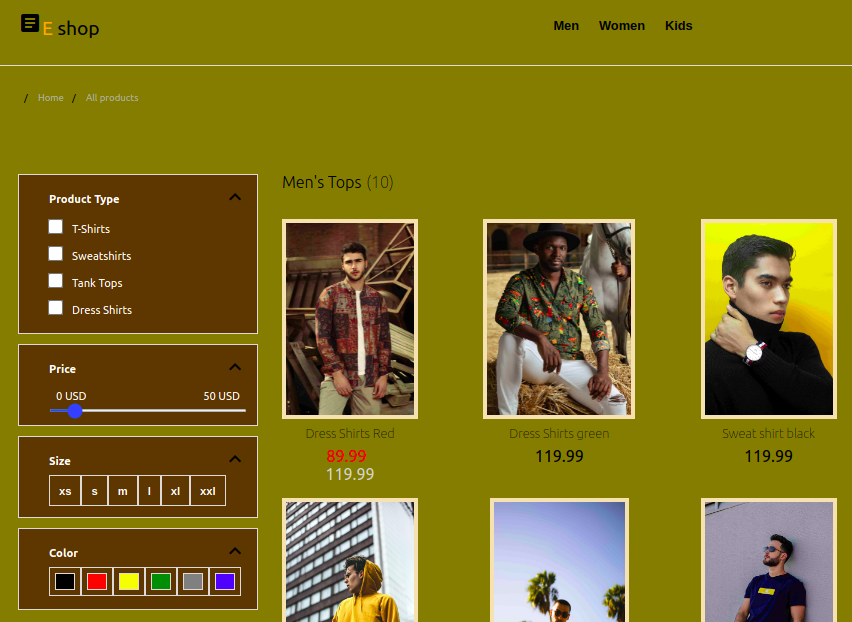 E shop
Men Women Kids
/ Home / All products
Product Type
T-Shirts
Sweatshirts
Tank Tops
Dress Shirts
Price
0 USD 50 USD
Size
xs s m l xl xxl
Color
Men's Tops (10)
Dress Shirts Red
89.99
119.99
Dress Shirts green
119.99
Sweat shirt black
119.99